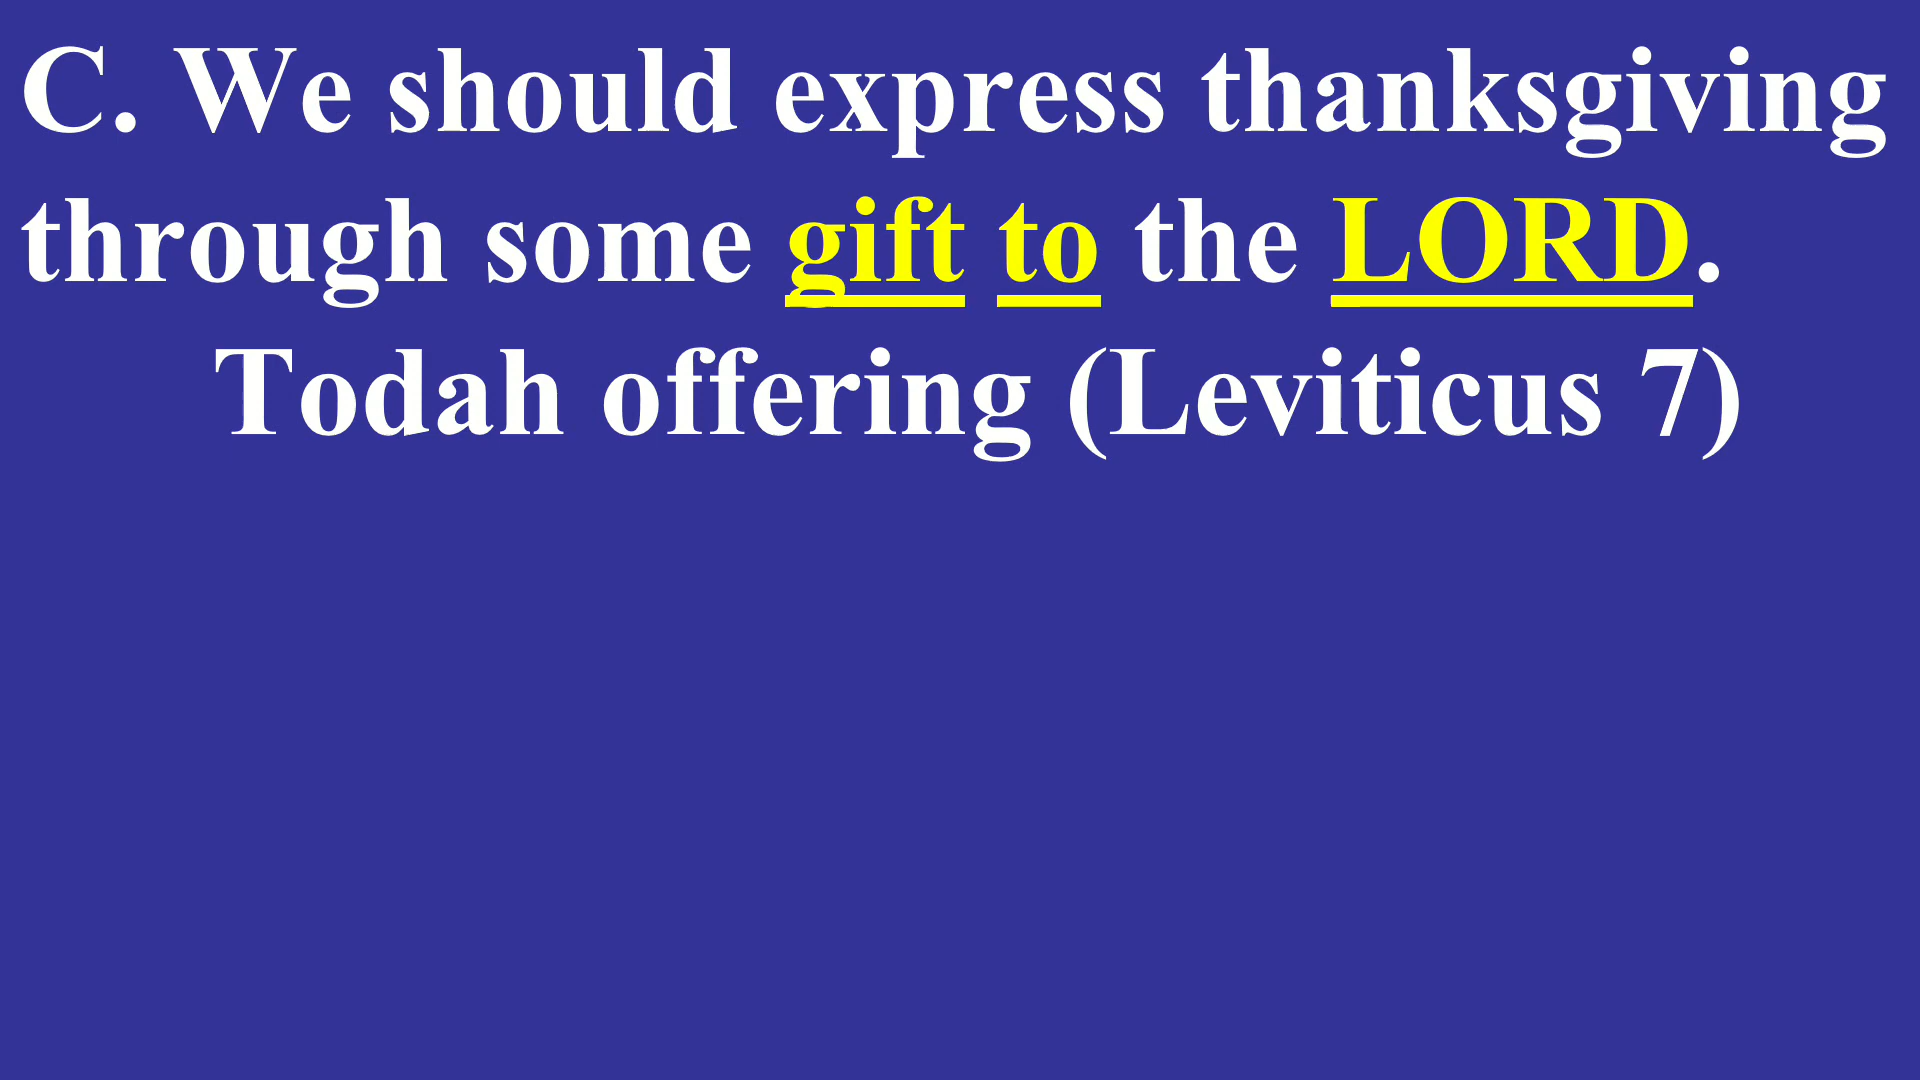 C. We should express thanksgiving
through some gift to the LORD.
Todah offering (Leviticus 7)